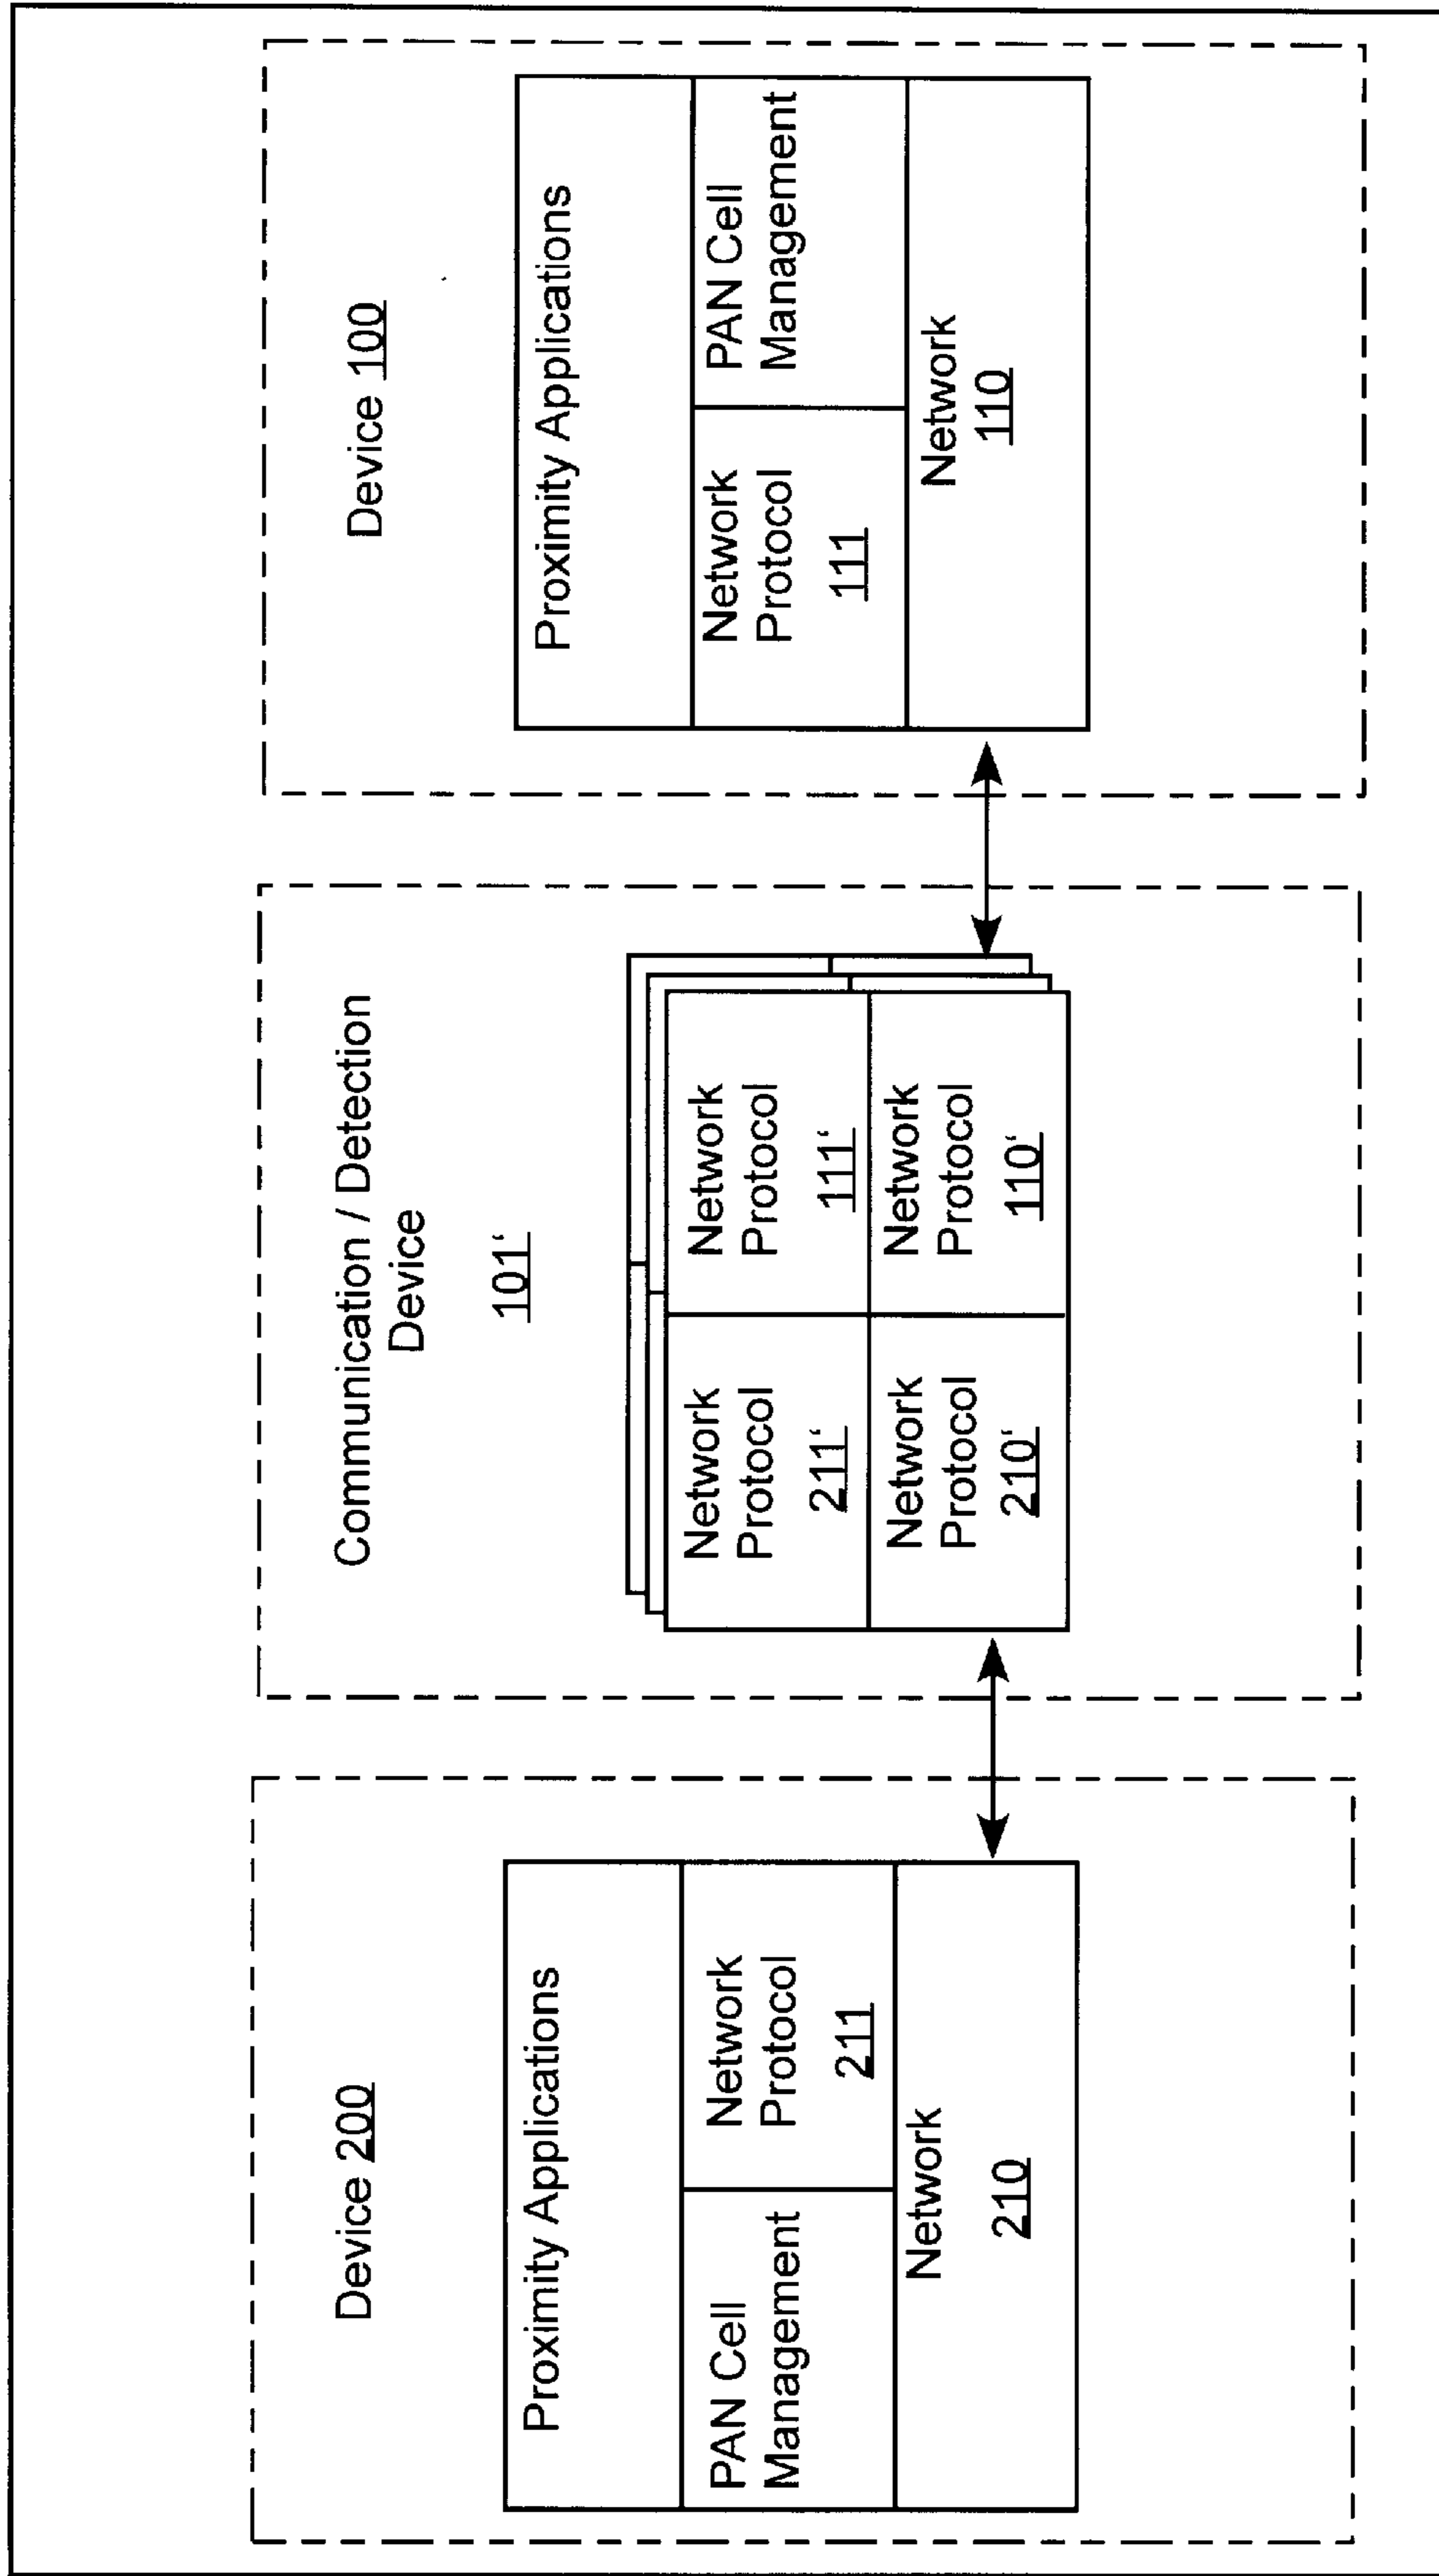 Device 200
Proximity Applications
PAN Cell
Management
Network
Protocol
211
Network
210
Communication / Detection
Device
101‘
Network
Protocol
211‘
Network
Protocol
111‘
Network
Protocol
210‘
Network
Protocol
110‘
Device 100
Proximity Applications
Network
Protocol
111
PAN Cell
Management
Network
110